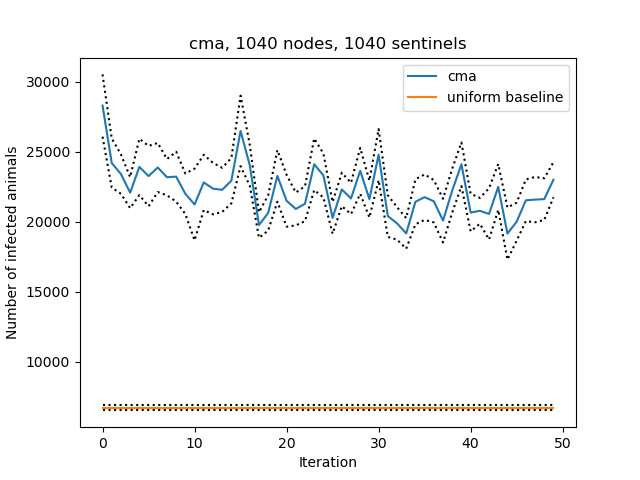 cma, 1040 nodes, 1040 sentinels
cma
uniform baseline
Number of infected animals
30000
25000
20000
15000
10000
0
10
20
30
40
50
Iteration